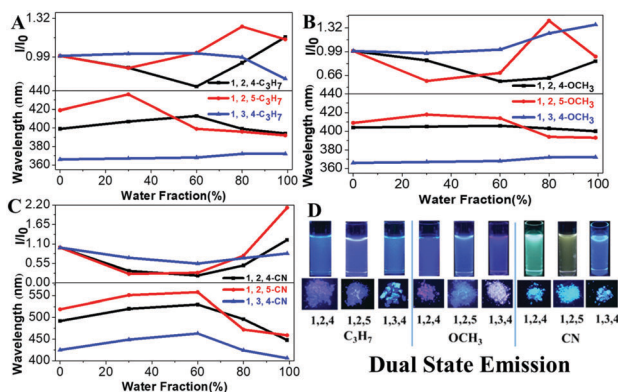 A
I/I0
1.32
0.99
440
420
400
380
360
Wavelength (nm)
1, 2, 4-C3H7
1, 2, 5-C3H7
1, 3, 4-C3H7
0 20 40 60 80 100
Water Fraction(%)
B
I/I0
1.32
0.99
0.66
440
420
400
380
360
Wavelength (nm)
1, 2, 4-OCH3
1, 2, 5-OCH3
1, 3, 4-OCH3
0 20 40 60 80 100
Water Fraction(%)
C
I/I0
2.20
1.65
1.10
0.55
0.00
550
500
450
400
Wavelength (nm)
1, 2, 4-CN
1, 2, 5-CN
1, 3, 4-CN
0 20 40 60 80 100
Water Fraction(%)
D
1,2,4 1,2,5 1,3,4 1,2,4 1,2,5 1,3,4 1,2,4 1,2,5 1,3,4
C3H7 OCH3 CN
Dual State Emission